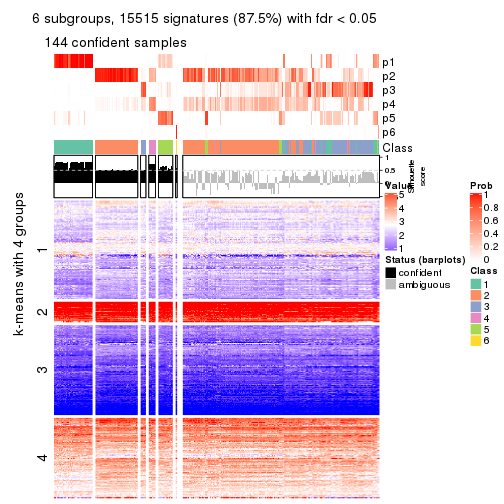 6 subgroups, 15515 signatures (87.5%) with fdr < 0.05
144 confident samples
p1
p2
p3
p4
p5
p6
Class
1
0.5
0
Silhouette
score
k-means with 4 groups
1
2
3
4
Value
5
4
3
2
1
Status (barplots)
confident
ambiguous
Prob
1
0.8
0.6
0.4
0.2
0
Class
1
2
3
4
5
6